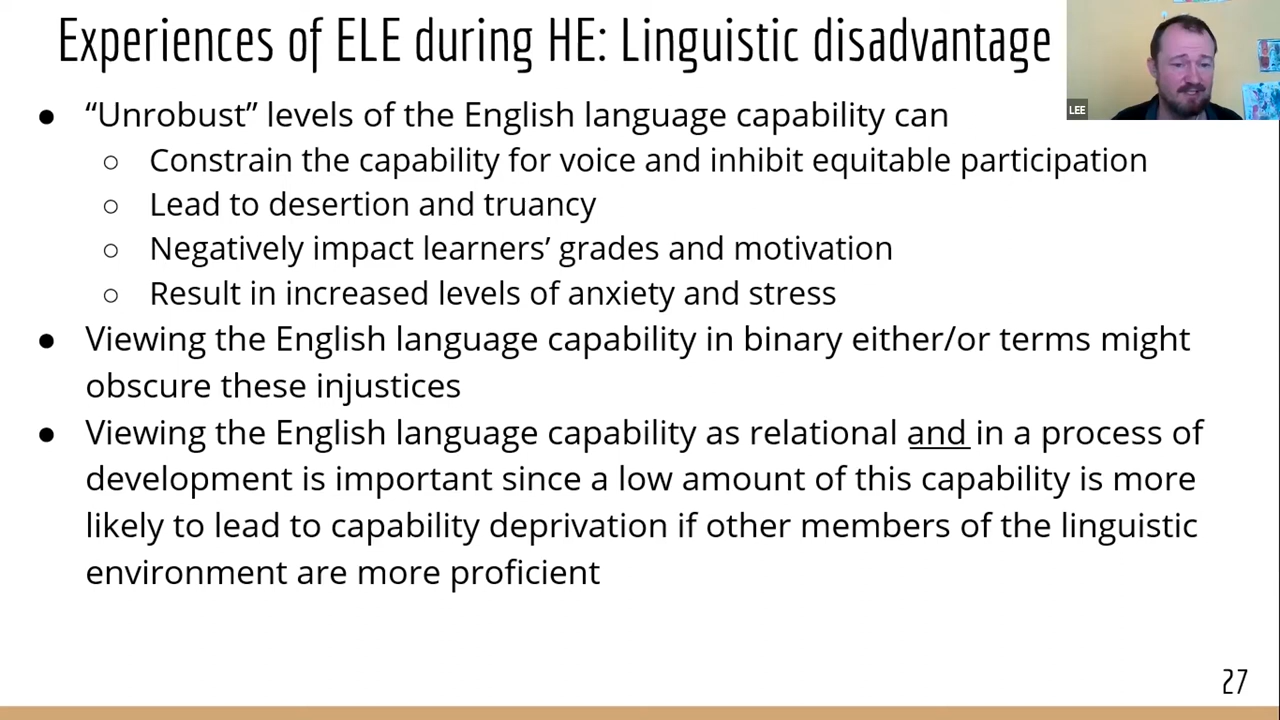 Experiences of ELE during HE: Linguistic disadvantage
LEE
● “Unrobust” levels of the English language capability can
○ Constrain the capability for voice and inhibit equitable participation
○ Lead to desertion and truancy
○ Negatively impact learners’ grades and motivation
○ Result in increased levels of anxiety and stress
● Viewing the English language capability in binary either/or terms might
obscure these injustices
● Viewing the English language capability as relational and in a process of
development is important since a low amount of this capability is more
likely to lead to capability deprivation if other members of the linguistic
environment are more proficient
27